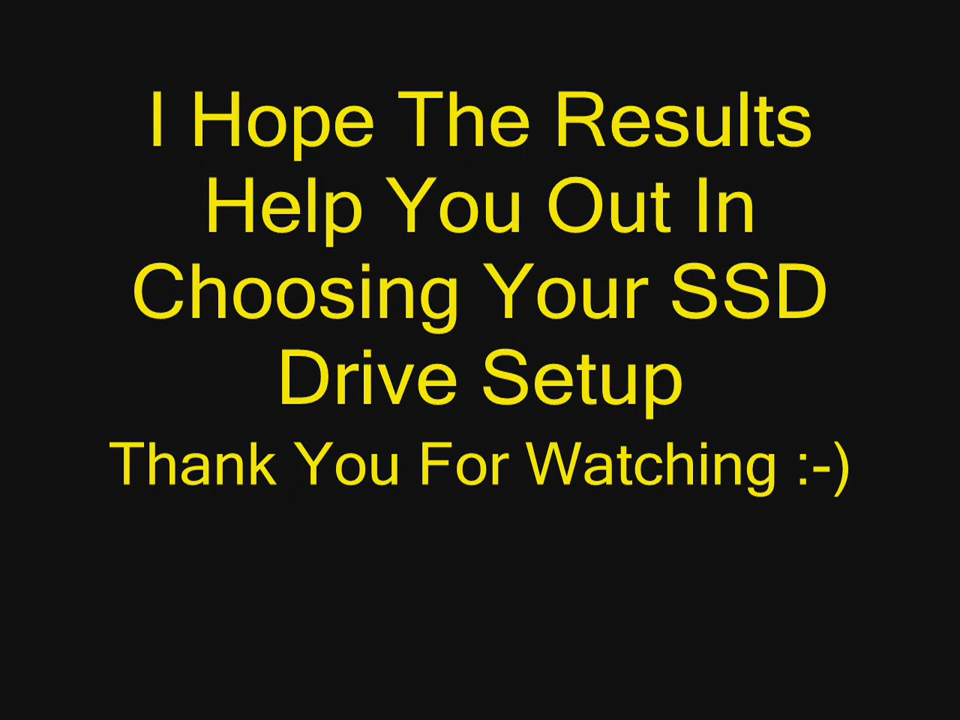 I Hope The Results
Help You Out In
Choosing Your SSD
Drive Setup
Thank You For Watching :-)